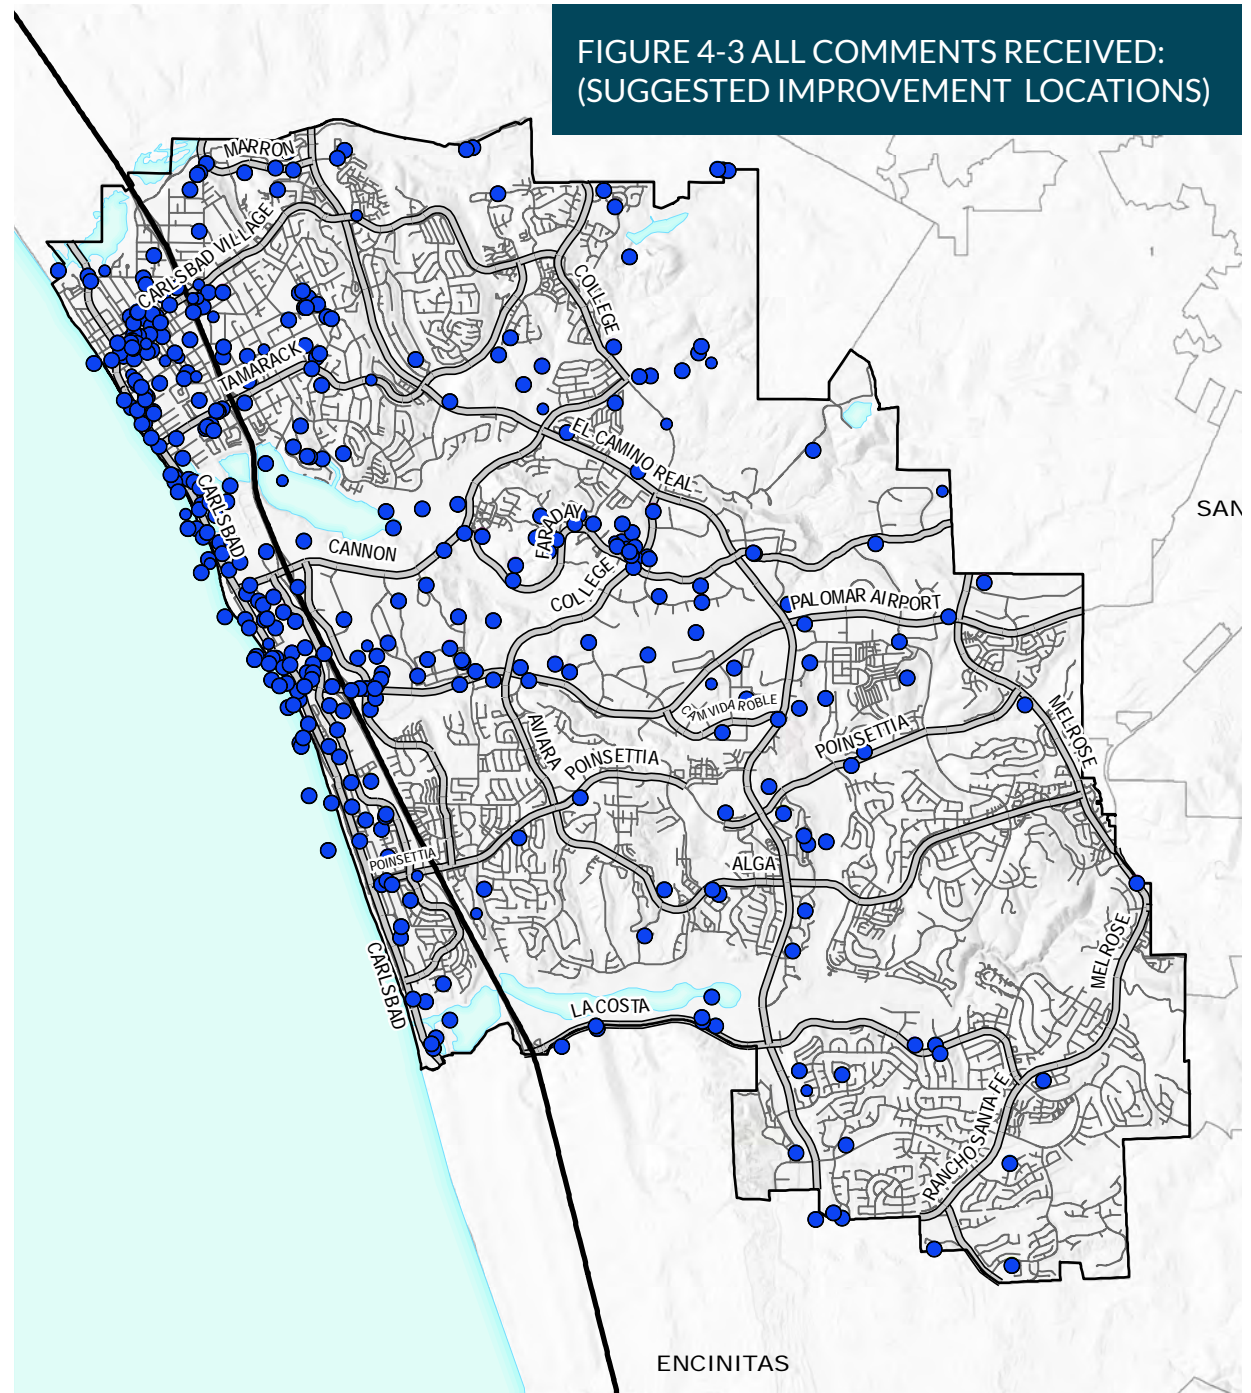 FIGURE 4-3 ALL COMMENTS RECEIVED:
(SUGGESTED IMPROVEMENT LOCATIONS)
MARRON
CARLSBAD VILLAGE
COLLEGE
TAMARACK
EL CAMINO REAL
SAN
CARLSBAD
FARADAY
CANNON
COLLEGE
PALOMAR AIRPORT
CAM VIDA ROBLE
MELROSE
AVIARA
POINSETTIA
POINSETTIA
POINSETTIA
ALGA
CARLSBAD
MELROSE
LA COSTA
RANCHO SANTA FE
ENCINITAS